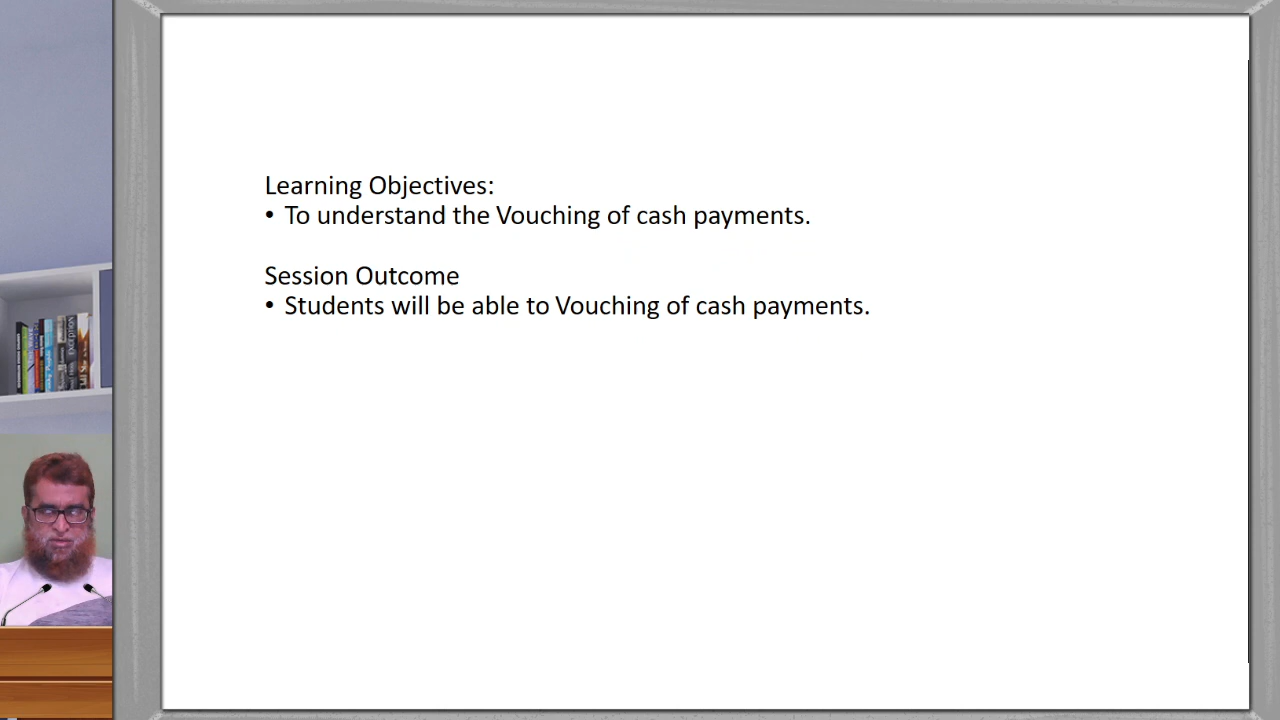 Learning Objectives:
• To understand the Vouching of cash payments.
Session Outcome
• Students will be able to Vouching of cash payments.